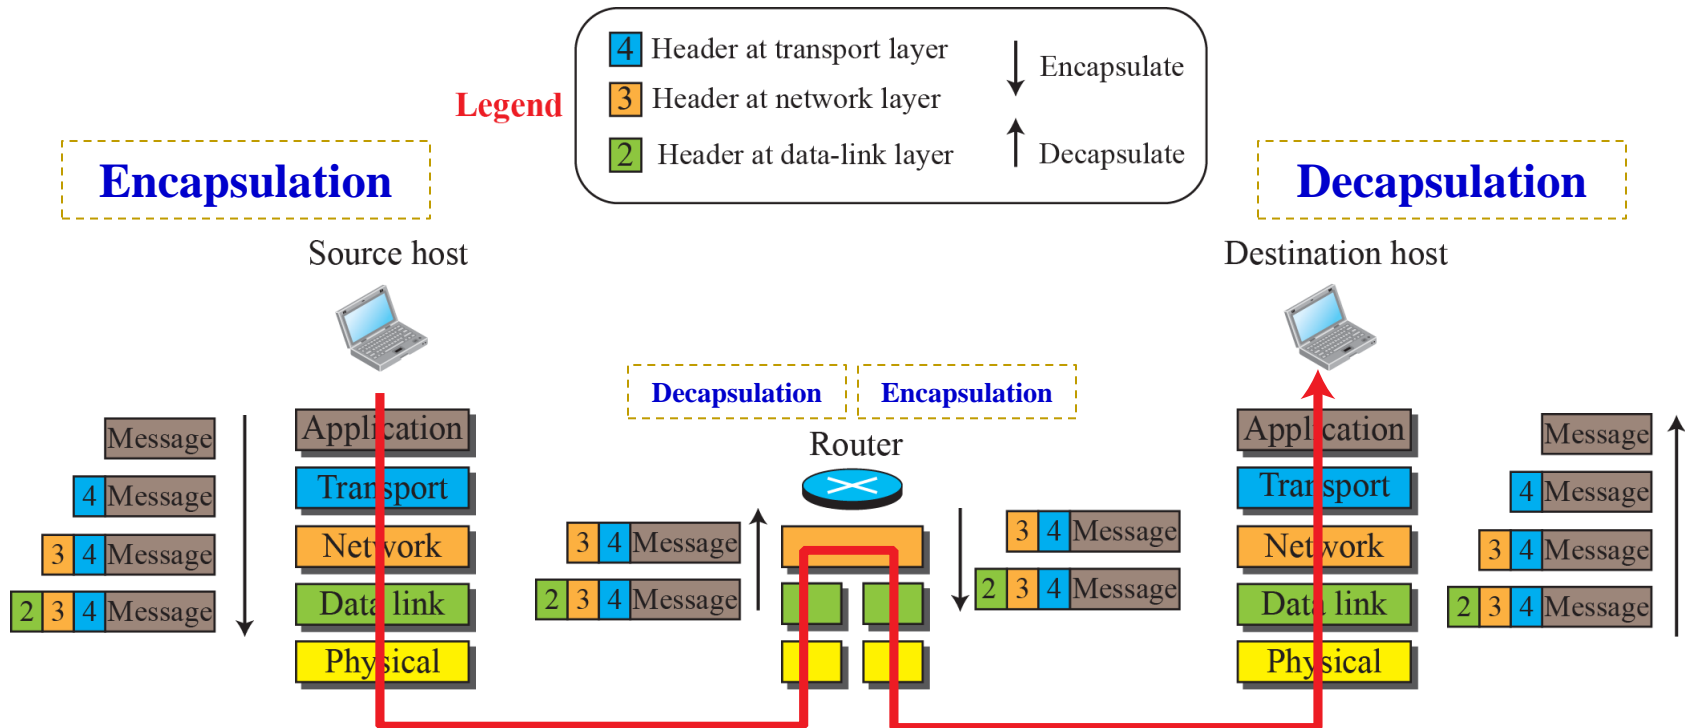 4 Header at transport layer
Encapsulate
Legend
3 Header at network layer
2 Header at data-link layer
Decapsulate
Encapsulation
Decapsulation
Source host
Destination host
Decapsulation
Encapsulation
Router
Message
4 Message
3 4 Message
2 3 4 Message
Application
Transport
Network
Data link
Physical
3 4 Message
2 3 4 Message
3 4 Message
2 3 4 Message
Application
Transport
Network
Data link
Physical
Message
4 Message
3 4 Message
2 3 4 Message